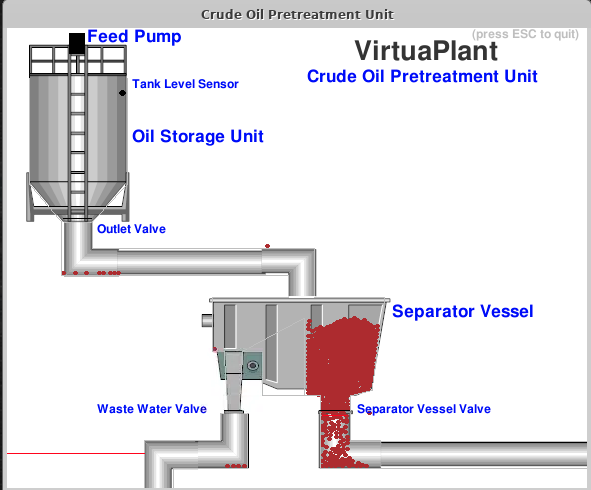 Crude Oil Pretreatment Unit
Feed Pump
(press ESC to quit)
VirtuaPlant
Crude Oil Pretreatment Unit
Tank Level Sensor
Oil Storage Unit
Outlet Valve
Separator Vessel
Waste Water Valve
Separator Vessel Valve